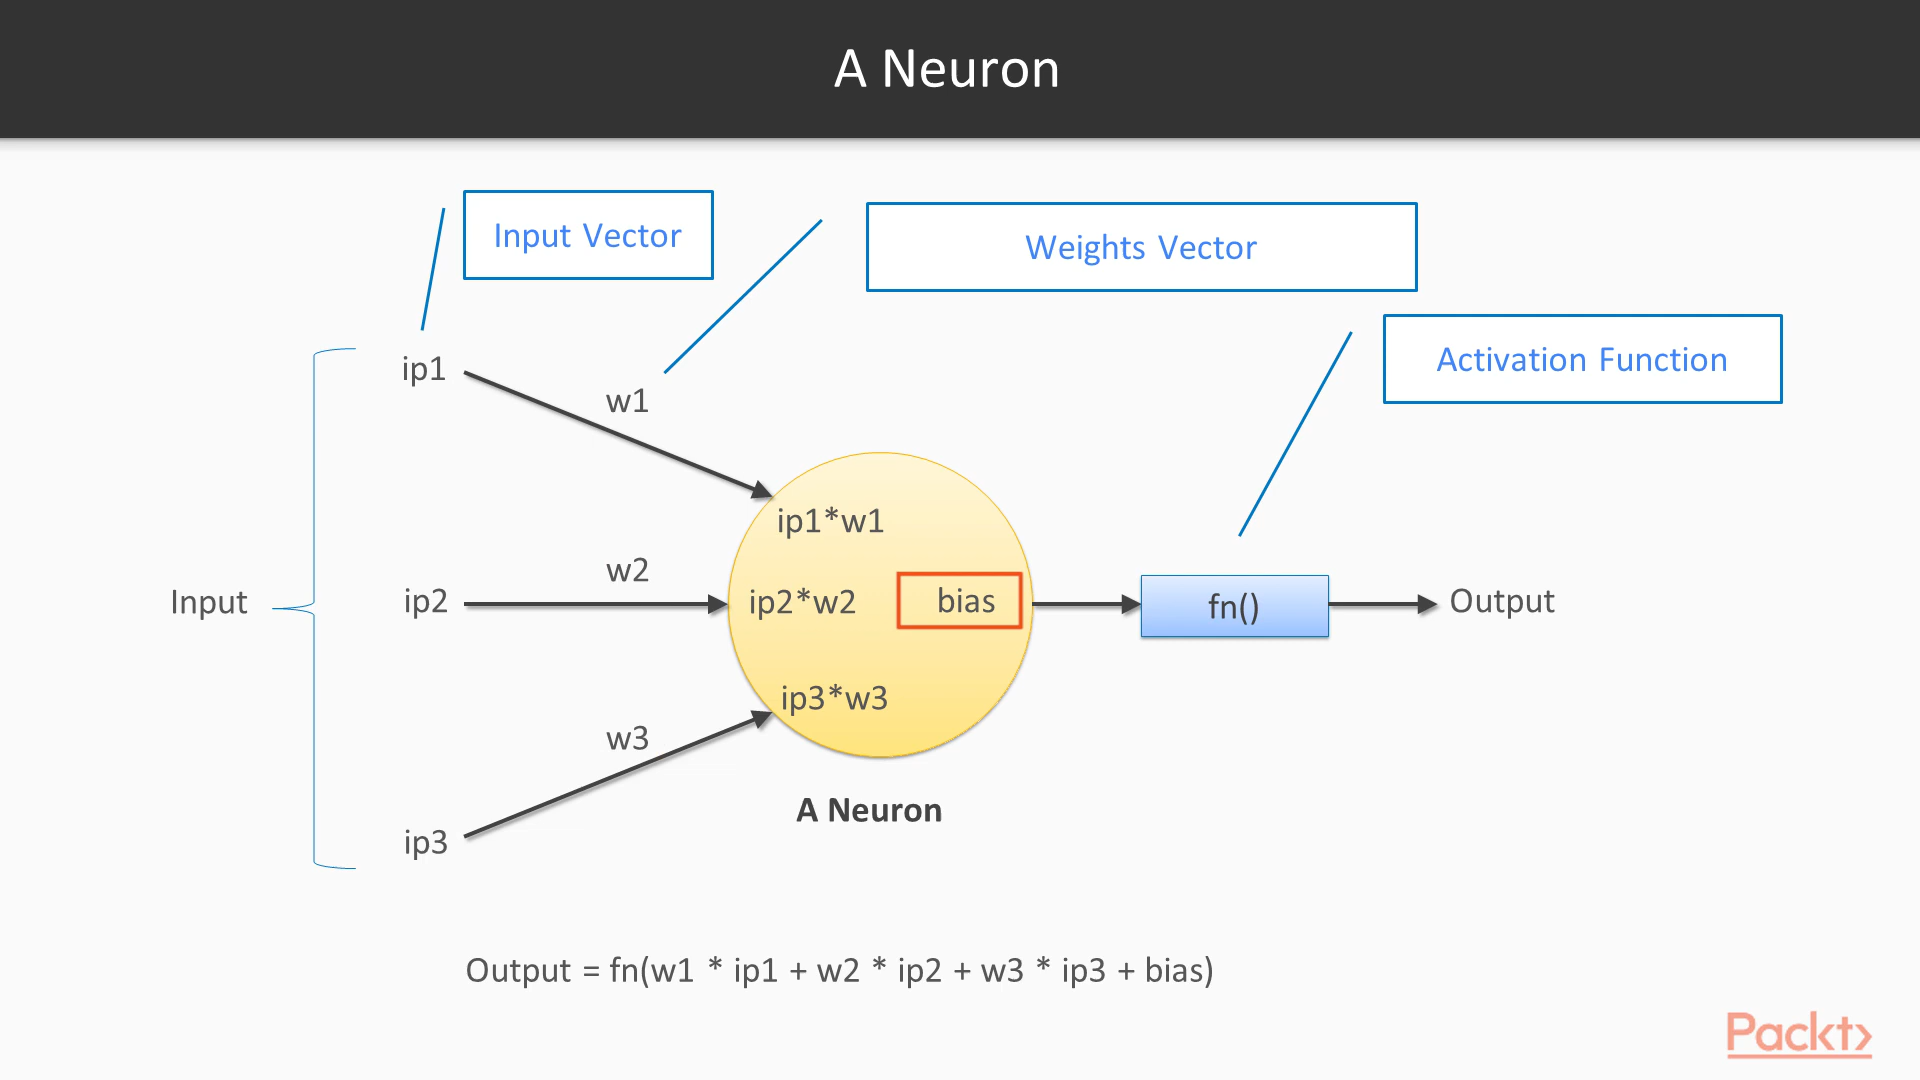 A Neuron
Input Vector
Weights Vector
Activation Function
ip1
w1
ip1*w1
w2
Input
ip2
ip2*w2
bias
fn()
Output
ip3*w3
w3
A Neuron
ip3
Output = fn(w1 * ip1 + w2 * ip2 + w3 * ip3 + bias)
Packt>